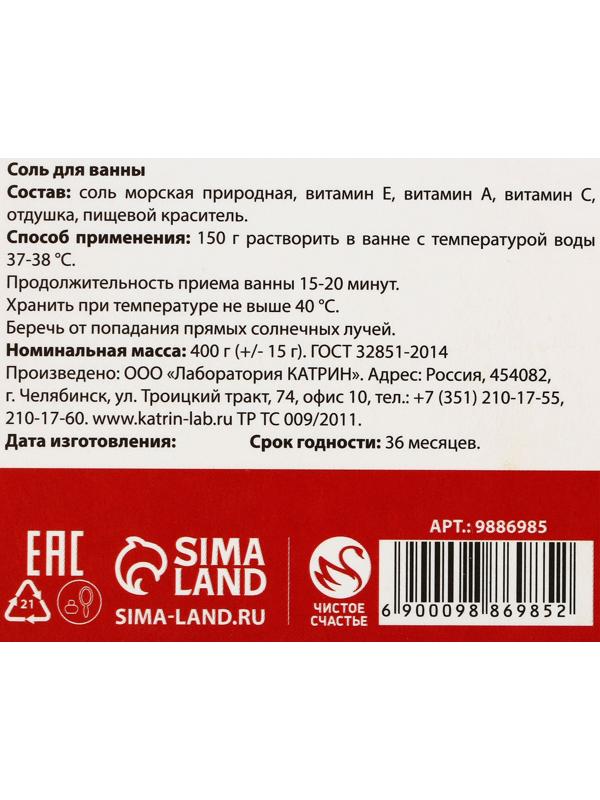 Соль для ванны
Состав: соль морская природная, витамин Е, витамин А, витамин С,
отдушка, пищевой краситель.
Способ применения: 150 г растворить в ванне с температурой воды
37-38 °С.
Продолжительность приема ванны 15-20 минут.
Хранить при температуре не выше 40 °С.
Беречь от попадания прямых солнечных лучей.
Номинальная масса: 400 г (+/- 15 г). ГОСТ 32851-2014
Произведено: ООО «Лаборатория КАТРИН». Адрес: Россия, 454082,
г. Челябинск, ул. Троицкий тракт, 74, офис 10, тел.: +7 (351) 210-17-55,
210-17-60. www.katrin-lab.ru ТР ТС 009/2011.
Дата изготовления: Срок годности: 36 месяцев.
АРТ.: 9886985
EAC
SIMA
LAND
SIMA-LAND.RU
21
ЧИСТОЕ
СЧАСТЬЕ
6 900098 869852